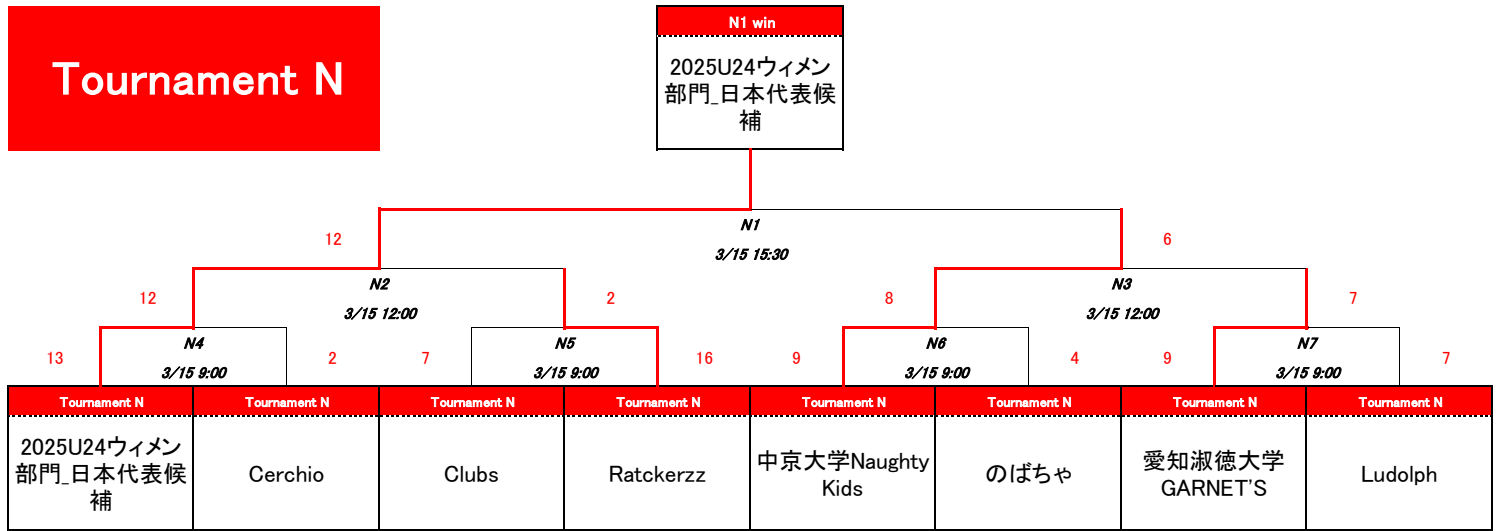 N1 win
Tournament N
2025U24ウィメン
部門_日本代表候
補
N1
12
6
3/15 15:30
N2
N3
12
2
8
7
3/15 12:00
3/15 12:00
N4
N5
N6
N7
13
2
7
16
9
4
9
7
3/15 9:00
3/15 9:00
3/15 9:00
3/15 9:00
Tournament N
Tournament N
Tournament N
Tournament N
Tournament N
Tournament N
Tournament N
Tournament N
2025U24ウィメン
部門_日本代表候
補
Cerchio
Clubs
Ratckerzz
中京大学Naughty
Kids
のばちゃ
愛知淑徳大学
GARNET'S
Ludolph